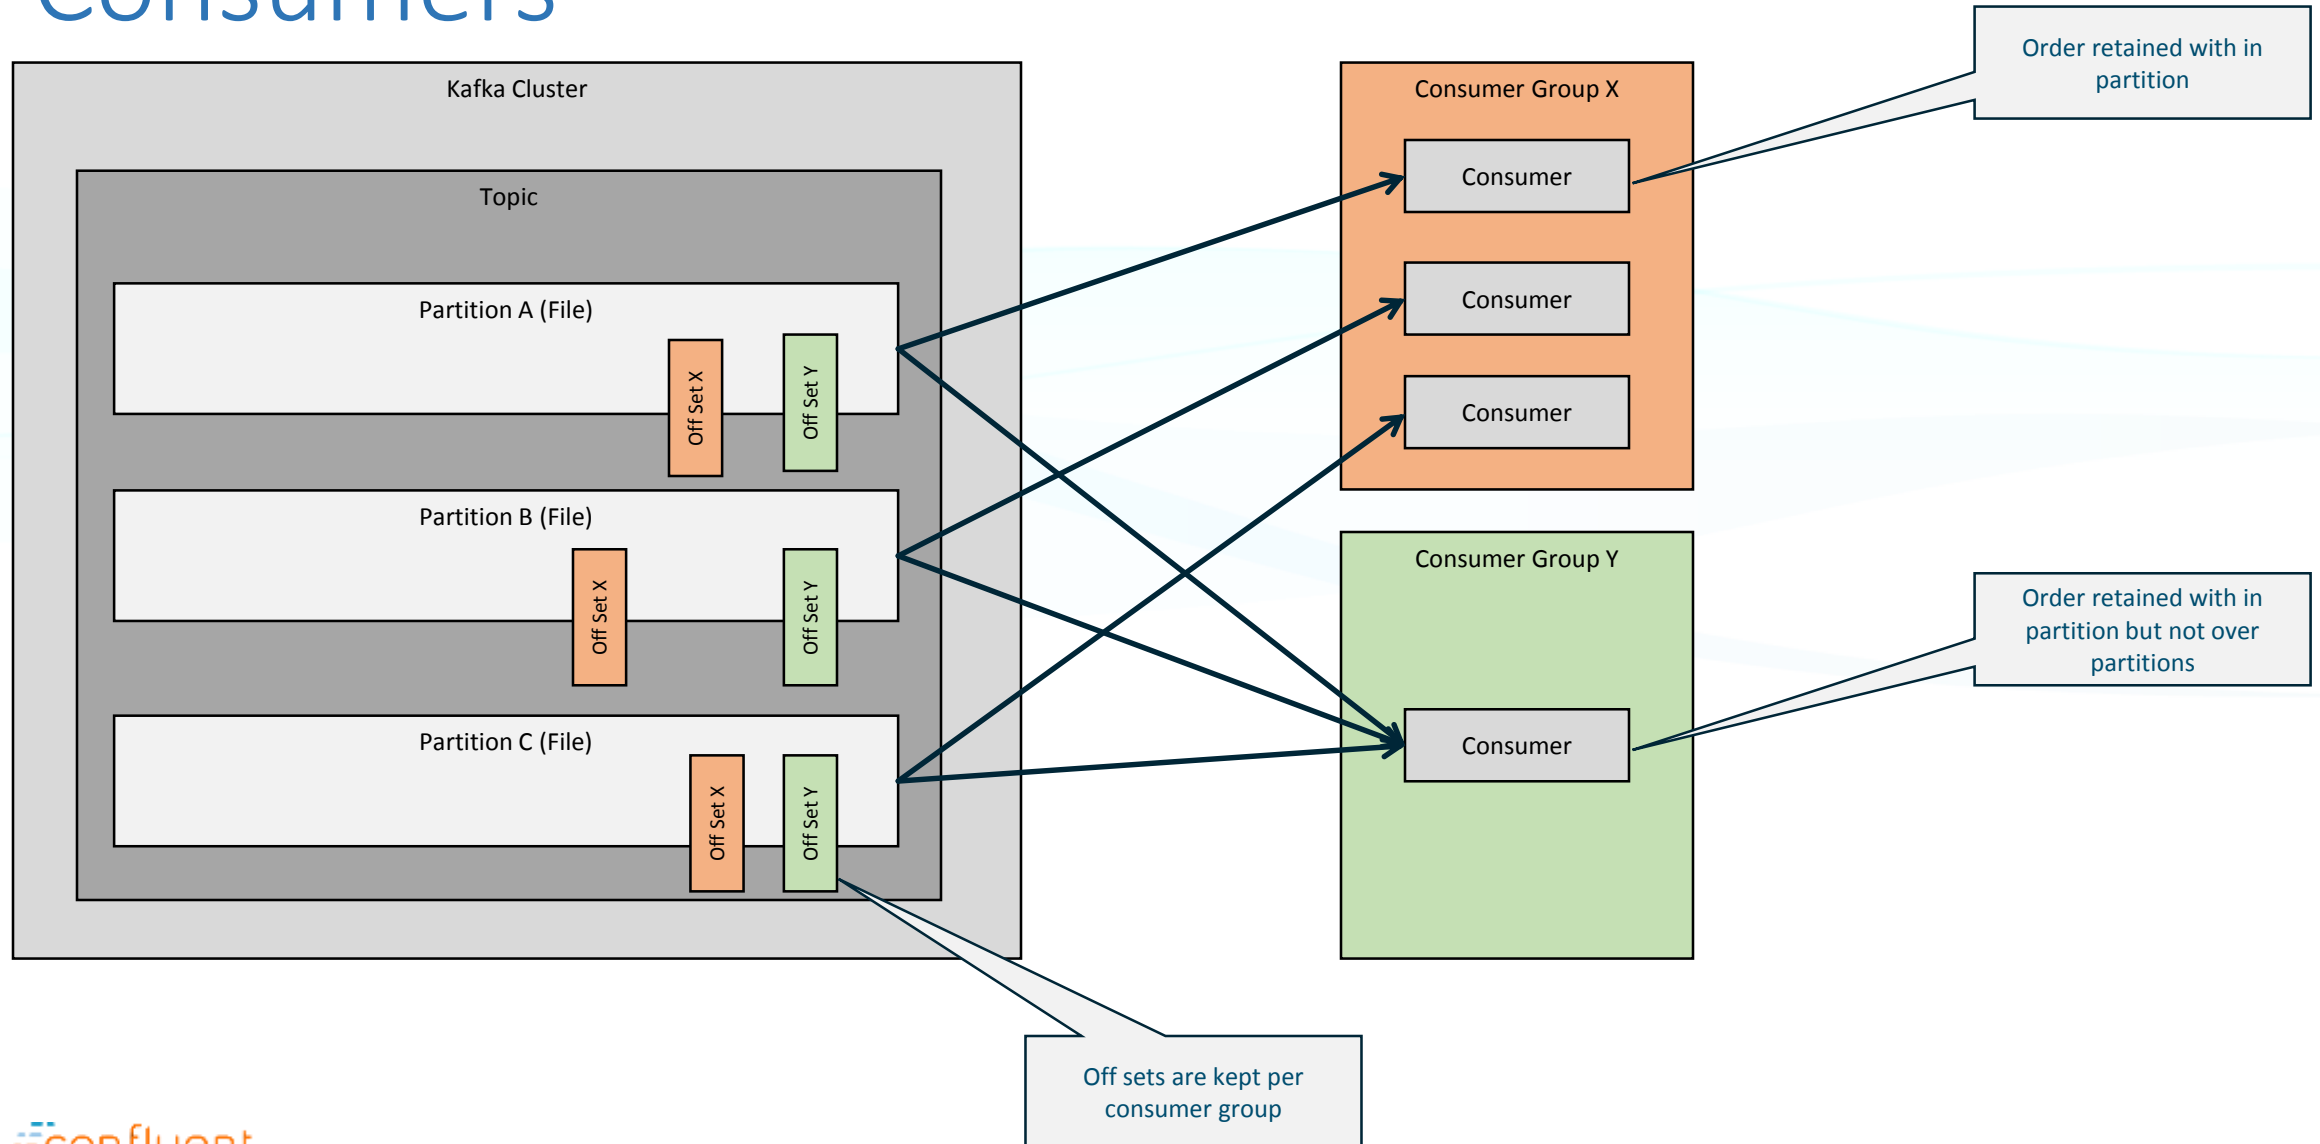 Consumers
Kafka Cluster
Topic
Partition A (File)
Off Set X
Off Set Y
Partition B (File)
Off Set X
Off Set Y
Partition C (File)
Off Set X
Off Set Y
Consumer Group X
Consumer
Consumer
Consumer
Consumer Group Y
Consumer
Order retained with in
partition
Order retained with in
partition but not over
partitions
Off sets are kept per
consumer group
confluent